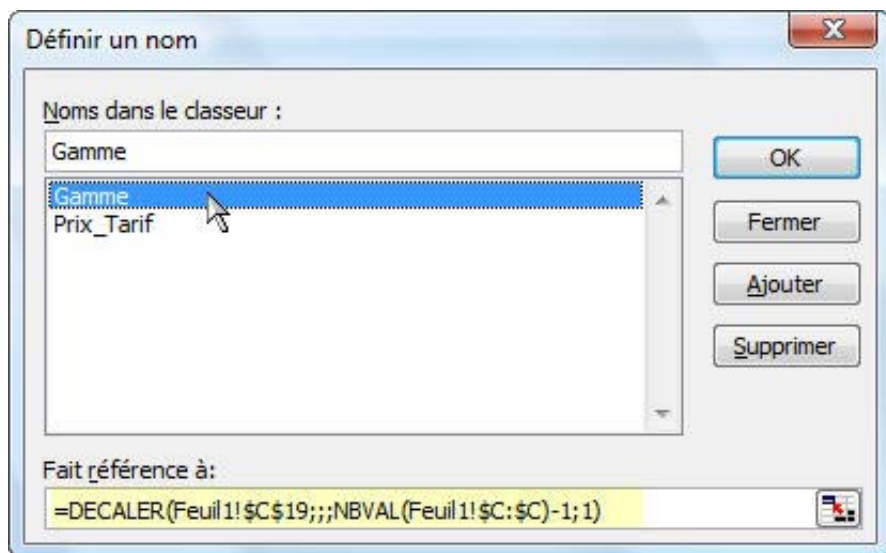 Définir un nom
Noms dans le classeur :
Gamme
Gamme
Prix_Tarif
OK
Fermer
Ajouter
Supprimer
Fait référence à:
=DECALER(Feuil1!$C$19;;;NBVAL(Feuil1!$C:$C)-1;1)